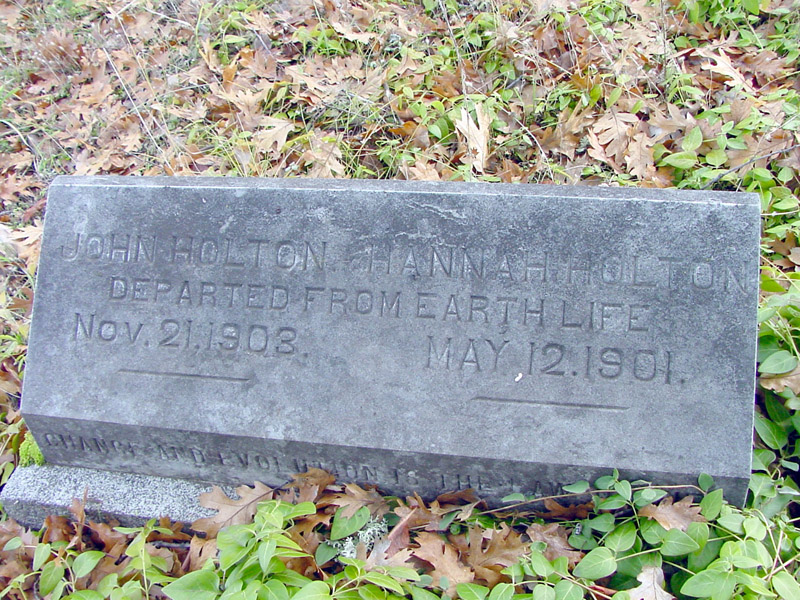 JOHN HOLTON. HANNAH HOLTON
DEPARTED FROM EARTH LIFE
NOV. 21. 1903. MAY 12. 1901.
CHANGE AND EVOLUTION IS THE LAW